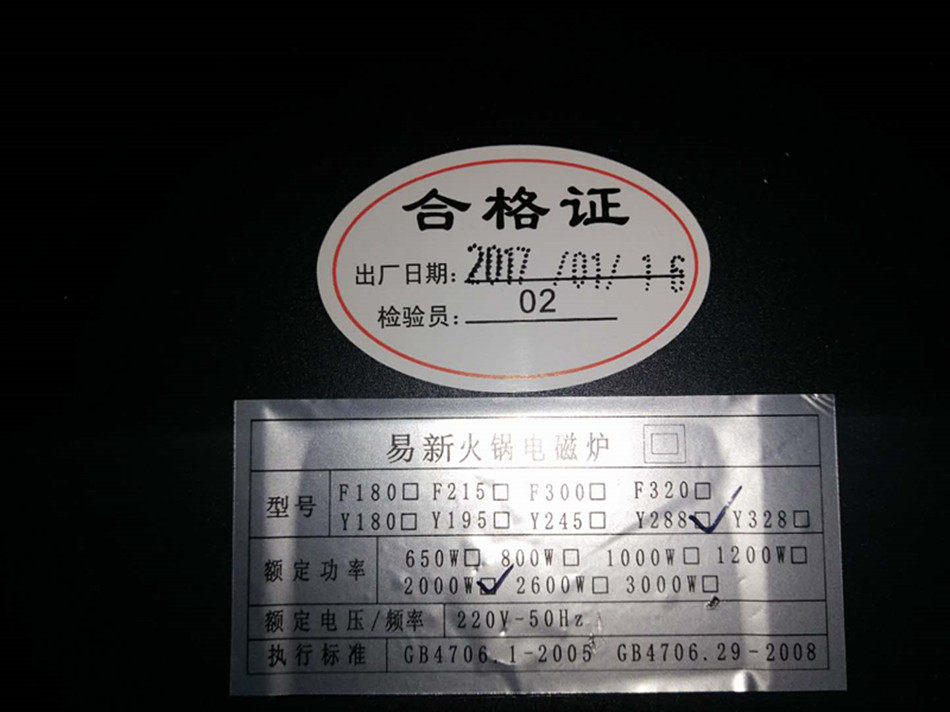 合格证
出厂日期: 2017/01/16
检验员: 02
易新火锅电磁炉
型号 F180□ F215□ F300□ F320□
Y180□ Y195□ Y245□ Y288☑ Y328□
额定功率 650W□ 800W□ 1000W□ 1200W□
2000W☑ 2600W□ 3000W□
额定电压/频率 220V-50Hz
执行标准 GB4706.1-2005 GB4706.29-2008